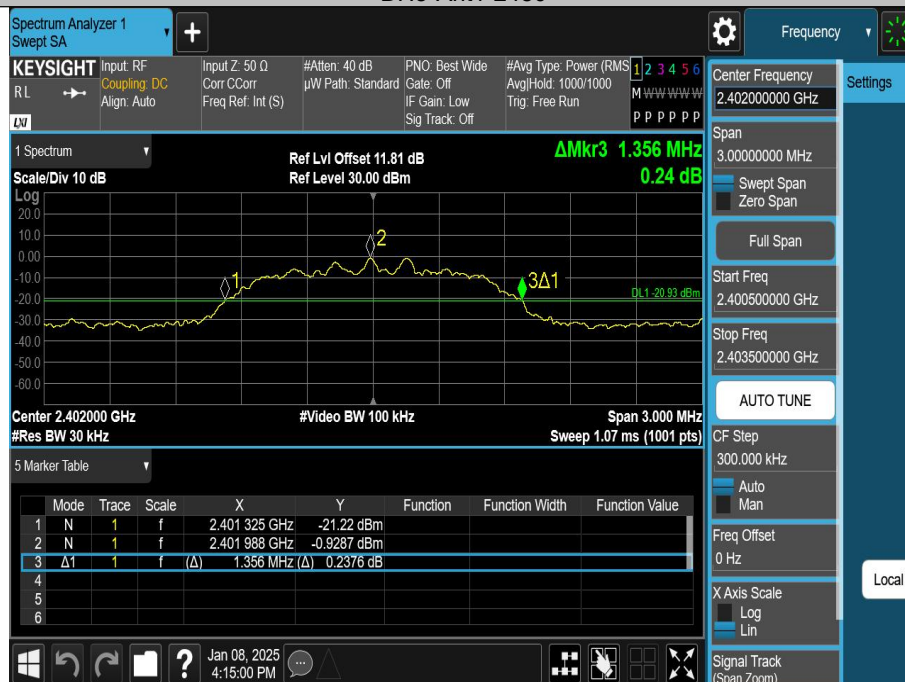 Spectrum Analyzer 1
Swept SA
+
Frequency
KEYSIGHT
RL
LXI
Input: RF
Coupling: DC
Align: Auto
Input Z: 50 Ω
Corr CCorr
Freq Ref: Int (S)
#Atten: 40 dB
µW Path: Standard
PNO: Best Wide
Gate: Off
IF Gain: Low
Sig Track: Off
#Avg Type: Power (RMS
Avg|Hold: 1000/1000
Trig: Free Run
1 2 3 4 5 6
M W W W W W
P P P P P P
1 Spectrum
Scale/Div 10 dB
Ref Lvl Offset 11.81 dB
Ref Level 30.00 dBm
ΔMkr3 1.356 MHz
0.24 dB
Log
20.0
10.0
0.00
-10.0
-20.0
-30.0
-40.0
-50.0
-60.0
1
2
3Δ1
DL1 -20.93 dBm
Center 2.402000 GHz
#Video BW 100 kHz
Span 3.000 MHz
#Res BW 30 kHz
Sweep 1.07 ms (1001 pts)
5 Marker Table
Mode Trace Scale X Y Function Function Width Function Value
1 N 1 f 2.401 325 GHz -21.22 dBm
2 N 1 f 2.401 988 GHz -0.9287 dBm
3 Δ1 1 f (Δ) 1.356 MHz (Δ) 0.2376 dB
4
5
6
?
Jan 08, 2025
4:15:00 PM
Center Frequency
2.402000000 GHz
Span
3.00000000 MHz
Swept Span
Zero Span
Full Span
Start Freq
2.400500000 GHz
Stop Freq
2.403500000 GHz
AUTO TUNE
CF Step
300.000 kHz
Auto
Man
Freq Offset
0 Hz
X Axis Scale
Log
Lin
Signal Track
(Span Zoom)
Settings
Local